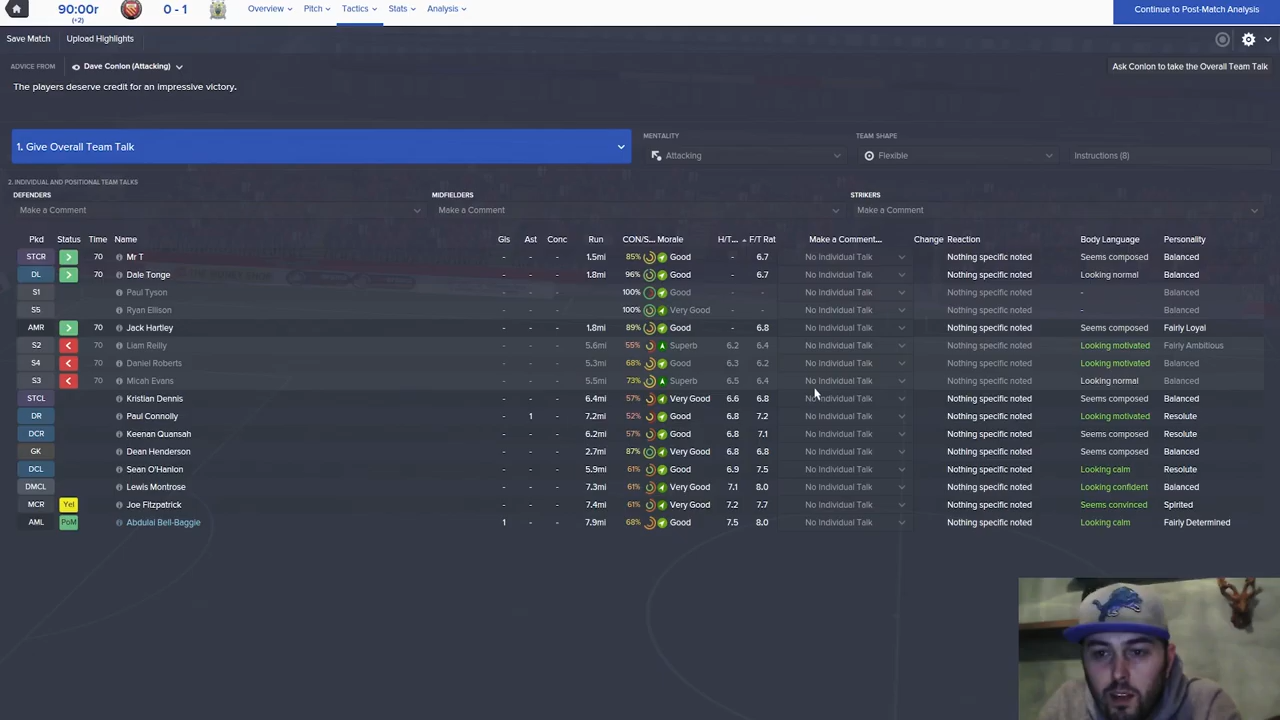 90:00r 0 - 1 Overview Pitch Tactics Stats Analysis Continue to Post-Match Analysis
(+2)
Save Match Upload Highlights
ADVICE FROM Dave Conlon (Attacking) Ask Conlon to take the Overall Team Talk
The players deserve credit for an impressive victory.
MENTALITY TEAM SHAPE
1. Give Overall Team Talk Attacking Flexible Instructions (8)
2. INDIVIDUAL AND POSITIONAL TEAM TALKS
DEFENDERS MIDFIELDERS STRIKERS
Make a Comment Make a Comment Make a Comment
Pkd Status Time Name Gls Ast Conc Run CON/S... Morale H/T... F/T Rat Make a Comment... Change Reaction Body Language Personality
STCR 70 Mr T - - - 1.5mi 85% Good - 6.7 No Individual Talk Nothing specific noted Seems composed Balanced
DL 70 Dale Tonge - - - 1.8mi 96% Good - 6.7 No Individual Talk Nothing specific noted Looking normal Balanced
S1 Paul Tyson - - - 100% Good - - No Individual Talk Nothing specific noted - Balanced
S5 Ryan Ellison - - - 100% Very Good - - No Individual Talk Nothing specific noted - Balanced
AMR 70 Jack Hartley - - - 1.8mi 89% Good - 6.8 No Individual Talk Nothing specific noted Seems composed Fairly Loyal
S2 70 Liam Reilly - - - 5.6mi 55% Superb 6.2 6.4 No Individual Talk Nothing specific noted Looking motivated Fairly Ambitious
S4 70 Daniel Roberts - - - 5.3mi 68% Good 6.3 6.2 No Individual Talk Nothing specific noted Looking motivated Balanced
S3 70 Micah Evans - - - 5.5mi 73% Superb 6.5 6.4 No Individual Talk Nothing specific noted Looking normal Balanced
STCL Kristian Dennis - - - 6.4mi 57% Very Good 6.6 6.8 No Individual Talk Nothing specific noted Seems composed Balanced
DR Paul Connolly - 1 - 7.2mi 52% Good 6.8 7.2 No Individual Talk Nothing specific noted Looking motivated Resolute
DCR Keenan Quansah - - - 6.2mi 57% Good 6.8 7.1 No Individual Talk Nothing specific noted Seems composed Resolute
GK Dean Henderson - - - 2.7mi 87% Very Good 6.8 6.8 No Individual Talk Nothing specific noted Seems composed Balanced
DCL Sean O'Hanlon - - - 5.9mi 61% Good 6.9 7.5 No Individual Talk Nothing specific noted Looking calm Resolute
DMCL Lewis Montrose - - - 7.3mi 61% Very Good 7.1 8.0 No Individual Talk Nothing specific noted Looking confident Balanced
MCR Yel Joe Fitzpatrick - - - 7.4mi 61% Very Good 7.2 7.7 No Individual Talk Nothing specific noted Seems convinced Spirited
AML PoM Abdulai Bell-Baggie 1 - - 7.9mi 68% Good 7.5 8.0 No Individual Talk Nothing specific noted Looking calm Fairly Determined